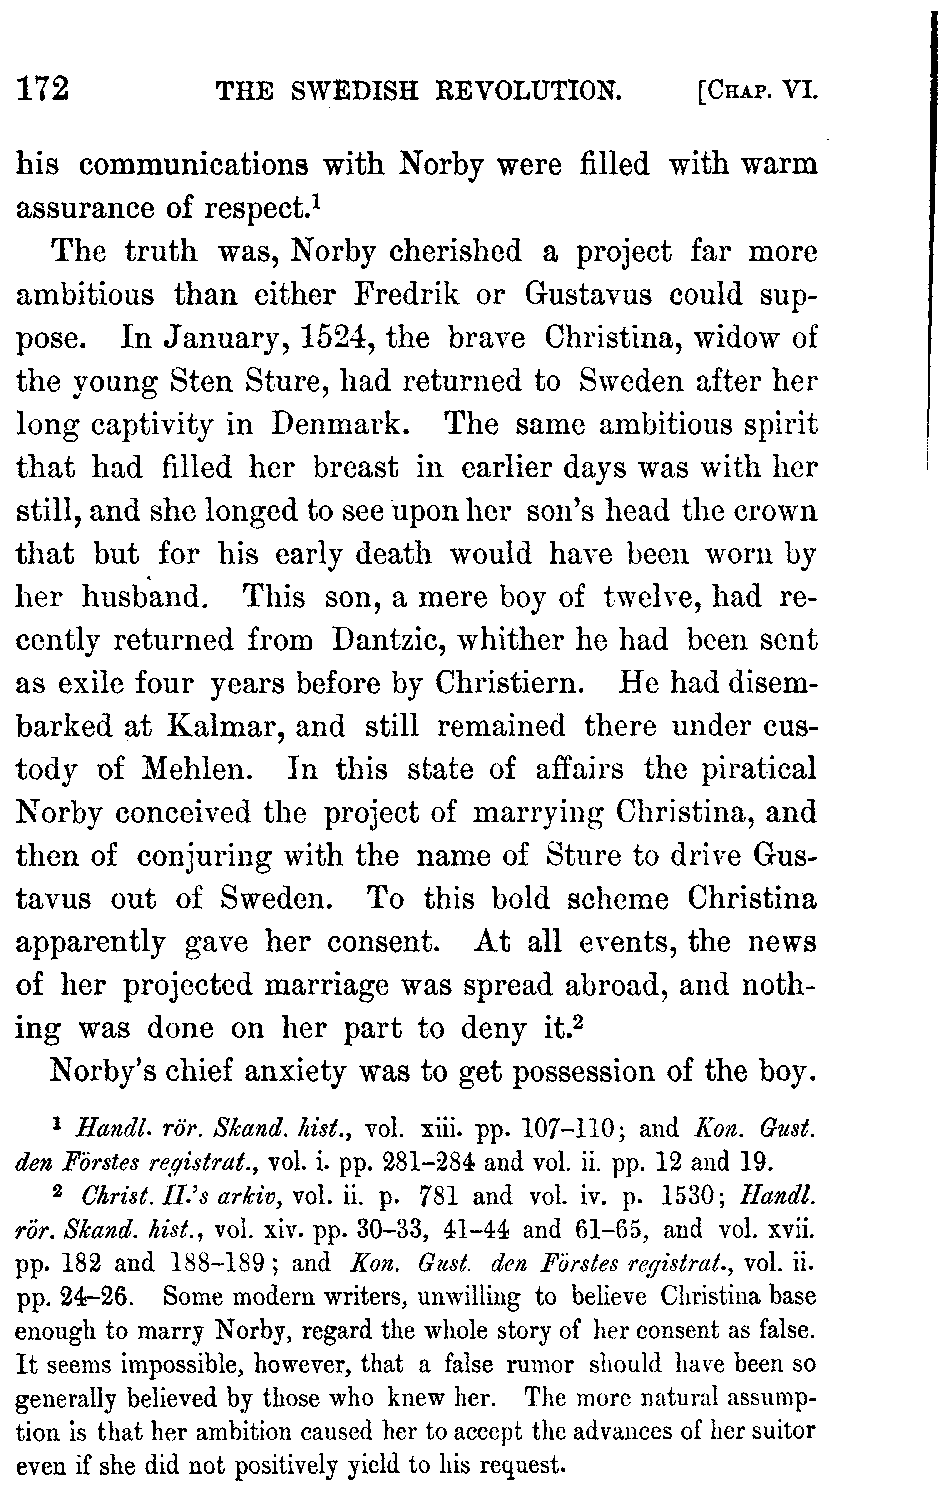 172 THE SWEDISH REVOLUTION. [CHAP. VI.
his communications with Norby were filled with warm
assurance of respect.¹
The truth was, Norby cherished a project far more
ambitious than either Fredrik or Gustavus could sup-
pose. In January, 1524, the brave Christina, widow of
the young Sten Sture, had returned to Sweden after her
long captivity in Denmark. The same ambitious spirit
that had filled her breast in earlier days was with her
still, and she longed to see upon her son's head the crown
that but for his early death would have been worn by
her husband. This son, a mere boy of twelve, had re-
cently returned from Dantzic, whither he had been sent
as exile four years before by Christiern. He had disem-
barked at Kalmar, and still remained there under cus-
tody of Mehlen. In this state of affairs the piratical
Norby conceived the project of marrying Christina, and
then of conjuring with the name of Sture to drive Gus-
tavus out of Sweden. To this bold scheme Christina
apparently gave her consent. At all events, the news
of her projected marriage was spread abroad, and noth-
ing was done on her part to deny it.²
Norby's chief anxiety was to get possession of the boy.
¹ Handl. rör. Skand. hist., vol. xiii. pp. 107–110; and Kon. Gust.
den Förstes registrat., vol. i. pp. 281–284 and vol. ii. pp. 12 and 19.
² Christ. II.'s arkiv, vol. ii. p. 781 and vol. iv. p. 1530; Handl.
rör. Skand. hist., vol. xiv. pp. 30–33, 41–44 and 61–65, and vol. xvii.
pp. 182 and 188–189; and Kon. Gust. den Förstes registrat., vol. ii.
pp. 24–26. Some modern writers, unwilling to believe Christina base
enough to marry Norby, regard the whole story of her consent as false.
It seems impossible, however, that a false rumor should have been so
generally believed by those who knew her. The more natural assump-
tion is that her ambition caused her to accept the advances of her suitor
even if she did not positively yield to his request.